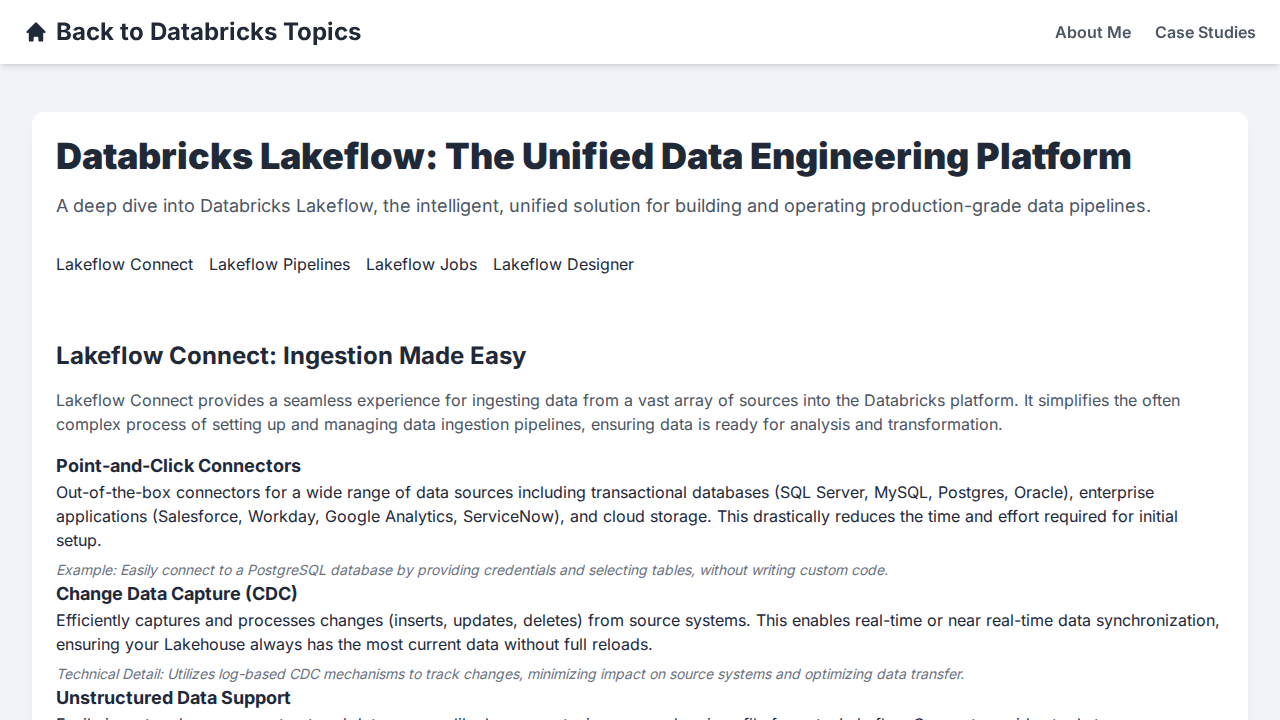 Back to Databricks Topics
About Me
Case Studies
Databricks Lakeflow: The Unified Data Engineering Platform
A deep dive into Databricks Lakeflow, the intelligent, unified solution for building and operating production-grade data pipelines.
Lakeflow Connect
Lakeflow Pipelines
Lakeflow Jobs
Lakeflow Designer
Lakeflow Connect: Ingestion Made Easy
Lakeflow Connect provides a seamless experience for ingesting data from a vast array of sources into the Databricks platform. It simplifies the often
complex process of setting up and managing data ingestion pipelines, ensuring data is ready for analysis and transformation.
Point-and-Click Connectors
Out-of-the-box connectors for a wide range of data sources including transactional databases (SQL Server, MySQL, Postgres, Oracle), enterprise
applications (Salesforce, Workday, Google Analytics, ServiceNow), and cloud storage. This drastically reduces the time and effort required for initial
setup.
Example: Easily connect to a PostgreSQL database by providing credentials and selecting tables, without writing custom code.
Change Data Capture (CDC)
Efficiently captures and processes changes (inserts, updates, deletes) from source systems. This enables real-time or near real-time data synchronization,
ensuring your Lakehouse always has the most current data without full reloads.
Technical Detail: Utilizes log-based CDC mechanisms to track changes, minimizing impact on source systems and optimizing data transfer.
Unstructured Data Support